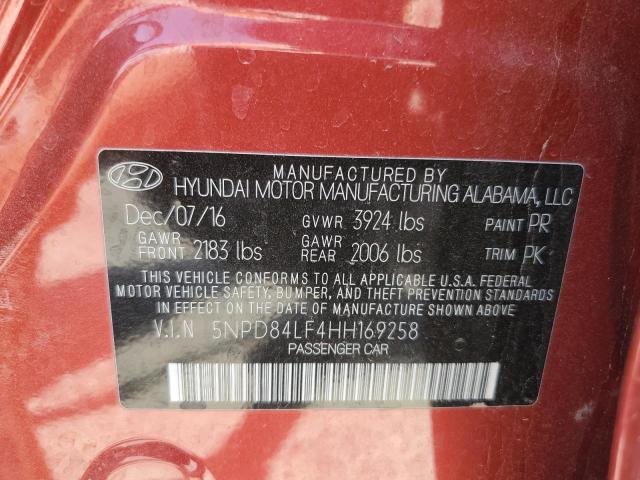 MANUFACTURED BY
HYUNDAI MOTOR MANUFACTURING ALABAMA, LLC
Dec/07/16 GVWR 3924 lbs PAINT PR
GAWR FRONT 2183 lbs GAWR REAR 2006 lbs TRIM PK
THIS VEHICLE CONFORMS TO ALL APPLICABLE U.S.A. FEDERAL
MOTOR VEHICLE SAFETY, BUMPER, AND THEFT PREVENTION STANDARDS
IN EFFECT ON THE DATE OF MANUFACTURE SHOWN ABOVE
V.I.N 5NPD84LF4HH169258
PASSENGER CAR